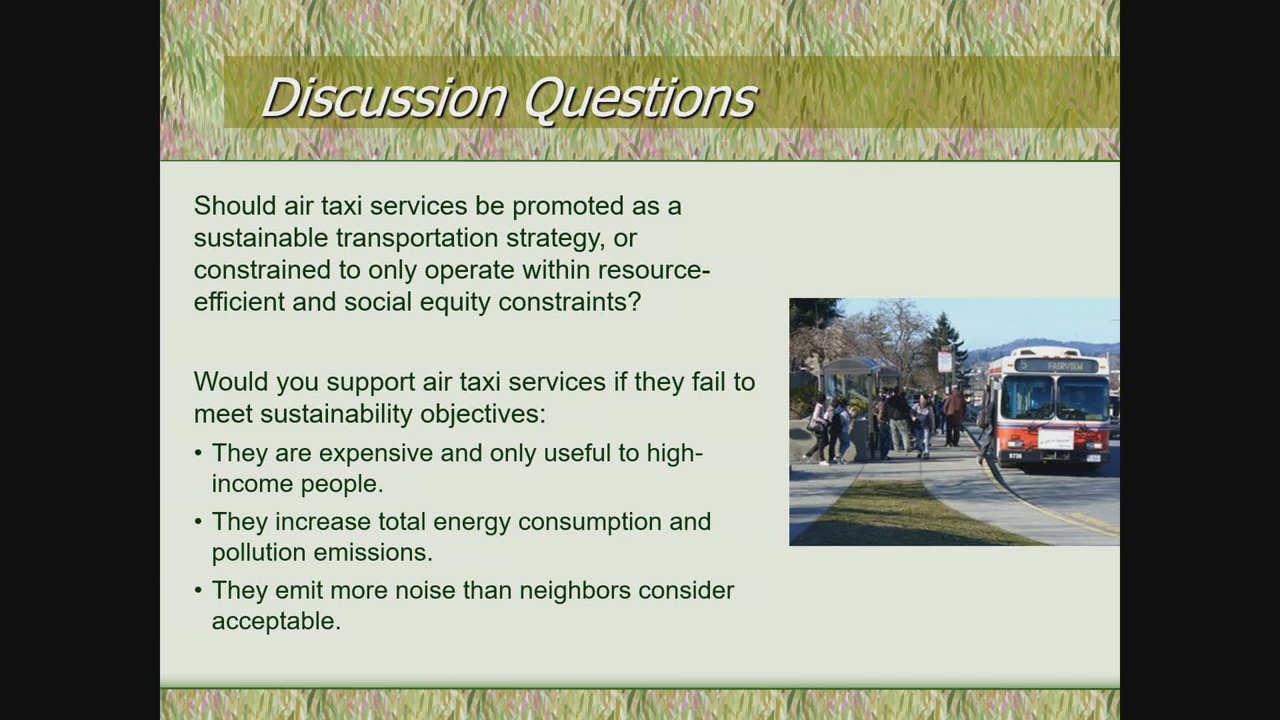 Discussion Questions
Should air taxi services be promoted as a
sustainable transportation strategy, or
constrained to only operate within resource-
efficient and social equity constraints?
Would you support air taxi services if they fail to
meet sustainability objectives:
• They are expensive and only useful to high-
income people.
• They increase total energy consumption and
pollution emissions.
• They emit more noise than neighbors consider
acceptable.
5 FAIRVIEW